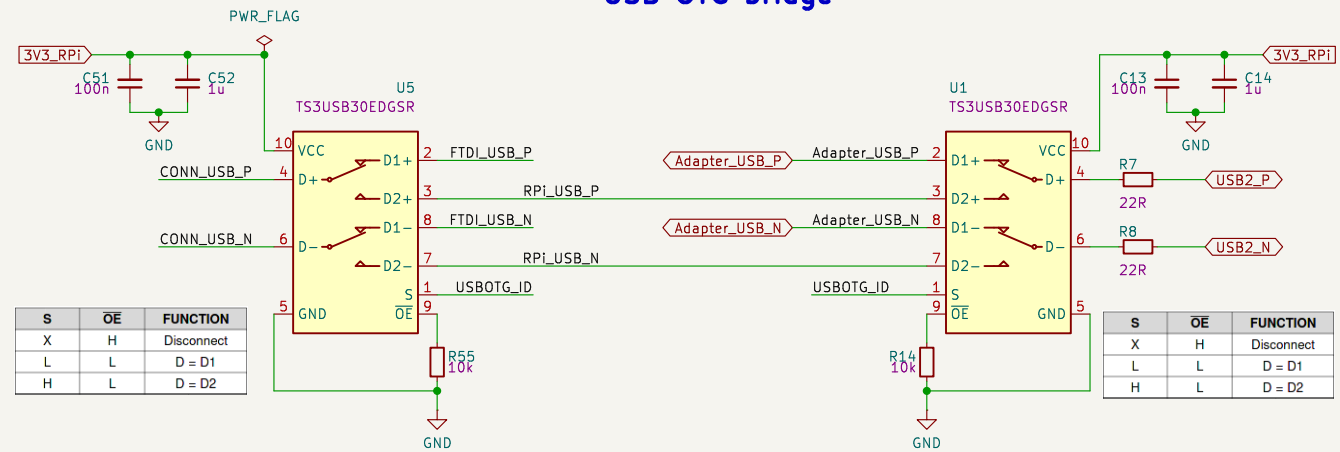 USB OTG Bridge
PWR_FLAG
3V3_RPi
C51
100n
C52
1u
GND
U5
TS3USB30EDGSR
10
VCC
4
D+
6
D-
5
GND
D1+
2
D2+
3
D1-
8
D2-
7
S
1
OE
9
CONN_USB_P
CONN_USB_N
FTDI_USB_P
RPi_USB_P
FTDI_USB_N
RPi_USB_N
USBOTG_ID
R55
10k
GND
S OE FUNCTION
X H Disconnect
L L D = D1
H L D = D2
Adapter_USB_P
Adapter_USB_P
Adapter_USB_N
Adapter_USB_N
USBOTG_ID
U1
TS3USB30EDGSR
2
D1+
3
D2+
8
D1-
7
D2-
1
S
9
OE
VCC
10
D+
4
D-
6
GND
5
R14
10k
GND
3V3_RPi
C13
100n
C14
1u
GND
R7
22R
USB2_P
R8
22R
USB2_N
S OE FUNCTION
X H Disconnect
L L D = D1
H L D = D2